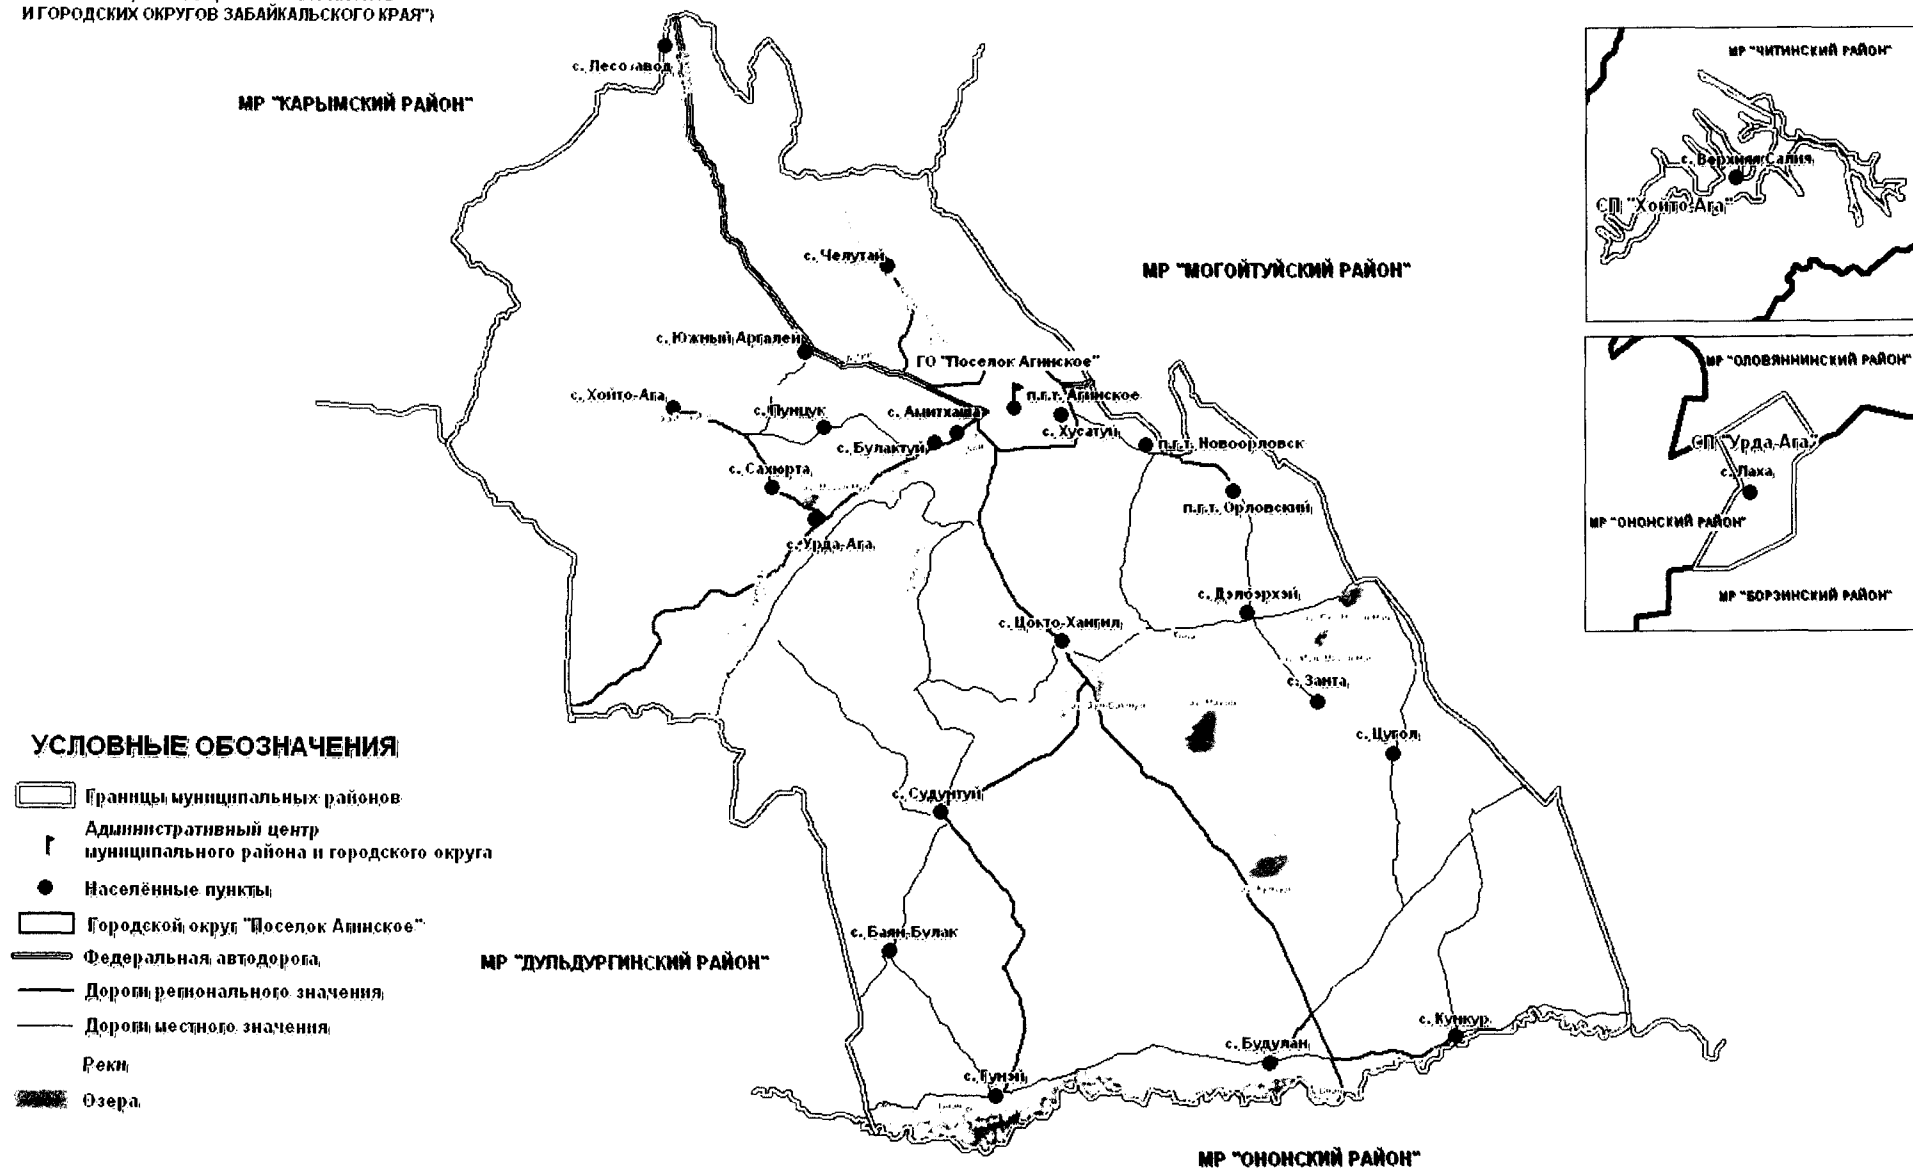 И ГОРОДСКИХ ОКРУГОВ ЗАБАЙКАЛЬСКОГО КРАЯ")
с. Лесозавод
МР "КАРЫМСКИЙ РАЙОН"
с. Челутай
МР "МОГОЙТУЙСКИЙ РАЙОН"
с. Южный Аргалей
ГО "Поселок Агинское"
с. Хойто-Ага
с. Пунцук
с. Амитхаша
п.г.т. Агинское
с. Хусатуй
с. Булактуй
п.г.т. Новоорловск
с. Сахюрта
п.г.т. Орловский
с. Урда-Ага
с. Дэлбэрхэй
с. Цокто-Хангил
с. Занта
с. Цугол
с. Судунтуй
с. Баян-Булак
МР "ДУЛЬДУРГИНСКИЙ РАЙОН"
с. Кункур
с. Будулан
с. Гунэй
МР "ОНОНСКИЙ РАЙОН"
МР "ЧИТИНСКИЙ РАЙОН"
с. Верхняя Салия
СП "Хойто-Ага"
МР "ОЛОВЯННИНСКИЙ РАЙОН"
СП "Урда-Ага"
с. Лаха
МР "ОНОНСКИЙ РАЙОН"
МР "БОРЗИНСКИЙ РАЙОН"
УСЛОВНЫЕ ОБОЗНАЧЕНИЯ
Границы муниципальных районов
Административный центр
муниципального района и городского округа
Населённые пункты
Городской округ "Поселок Агинское"
Федеральная автодорога
Дороги регионального значения
Дороги местного значения
Реки
Озера